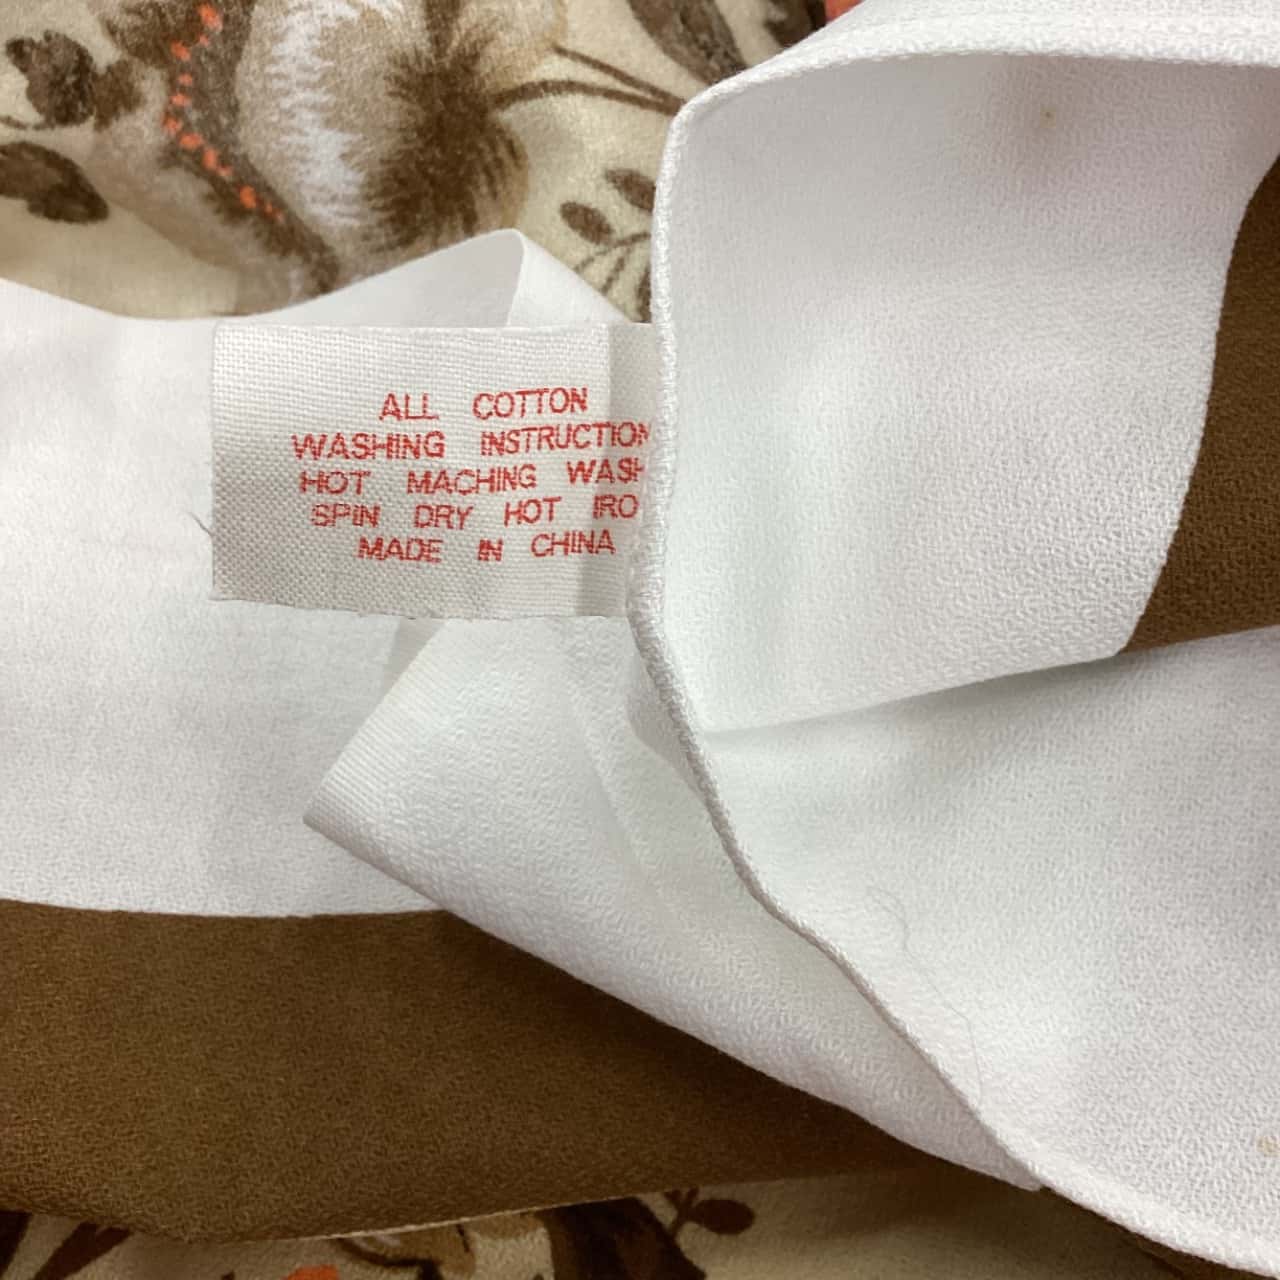 ALL COTTON
WASHING INSTRUCTION
HOT MACHING WASH
SPIN DRY HOT IRO
MADE IN CHINA